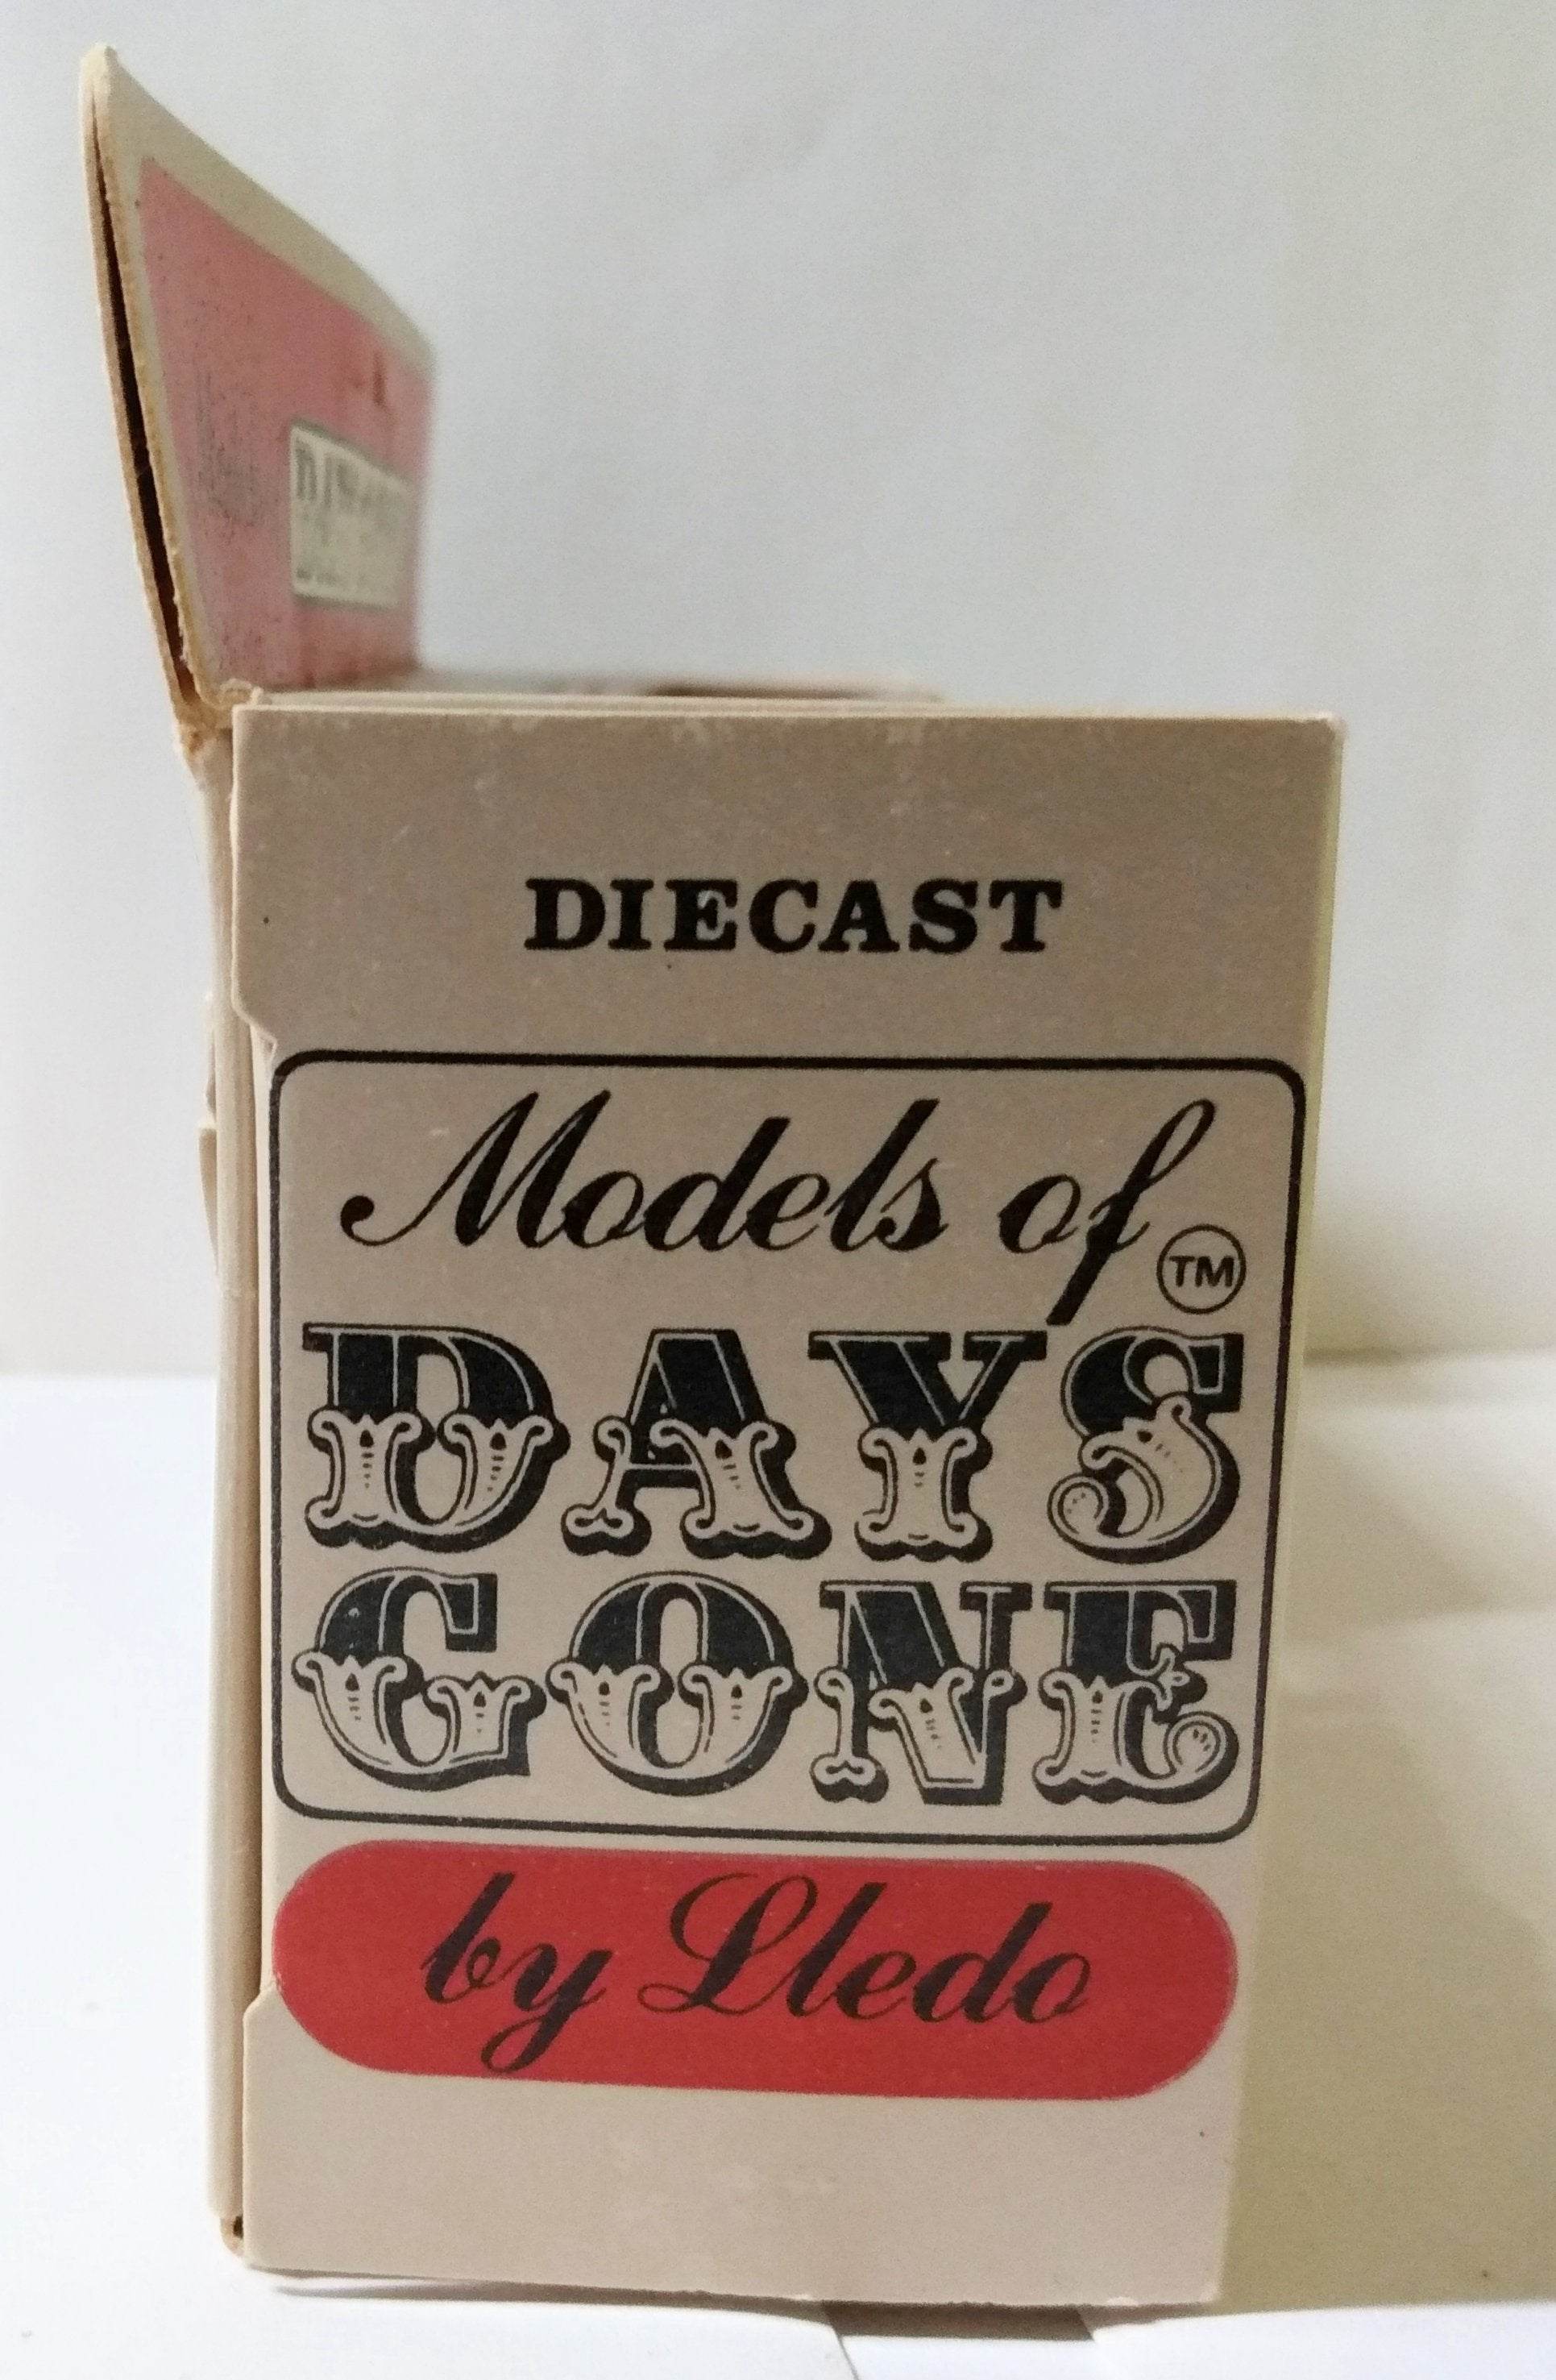 DIECAST
Models of
TM
DAYS
GONE
by Lledo